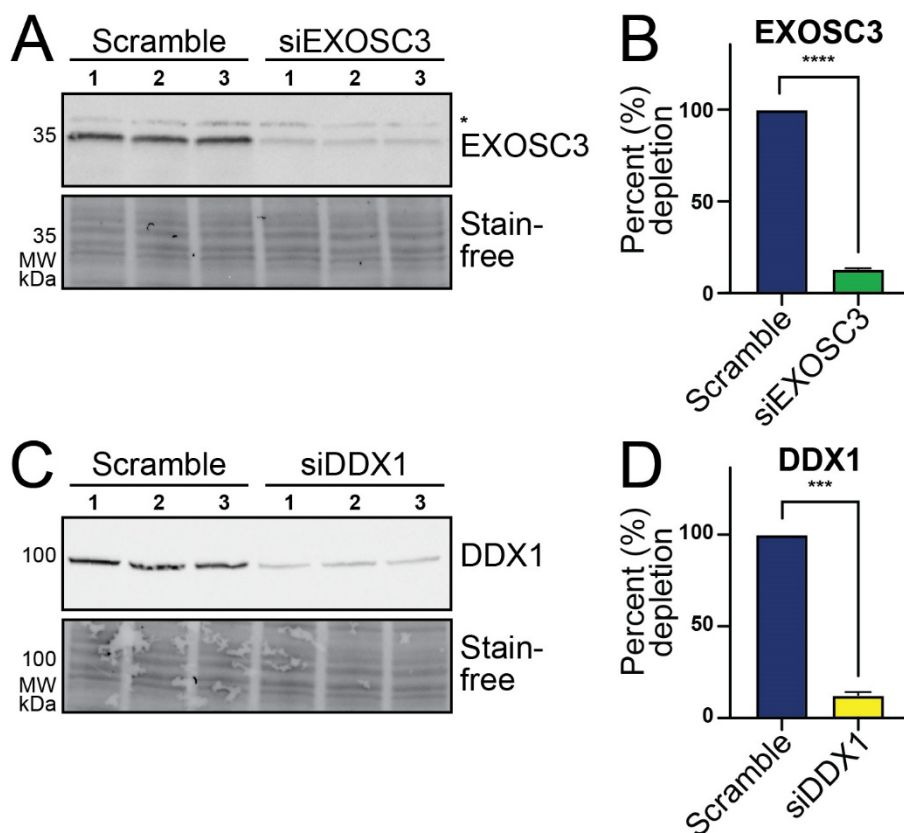 A
Scramble siEXOSC3
1 2 3 1 2 3
35
*
EXOSC3
35
MW
kDa
Stain-
free
B
EXOSC3
****
Percent (%)
depletion
100
50
0
Scramble
siEXOSC3
C
Scramble siDDX1
1 2 3 1 2 3
100
DDX1
100
MW
kDa
Stain-
free
D
DDX1
***
Percent (%)
depletion
100
50
0
Scramble
siDDX1